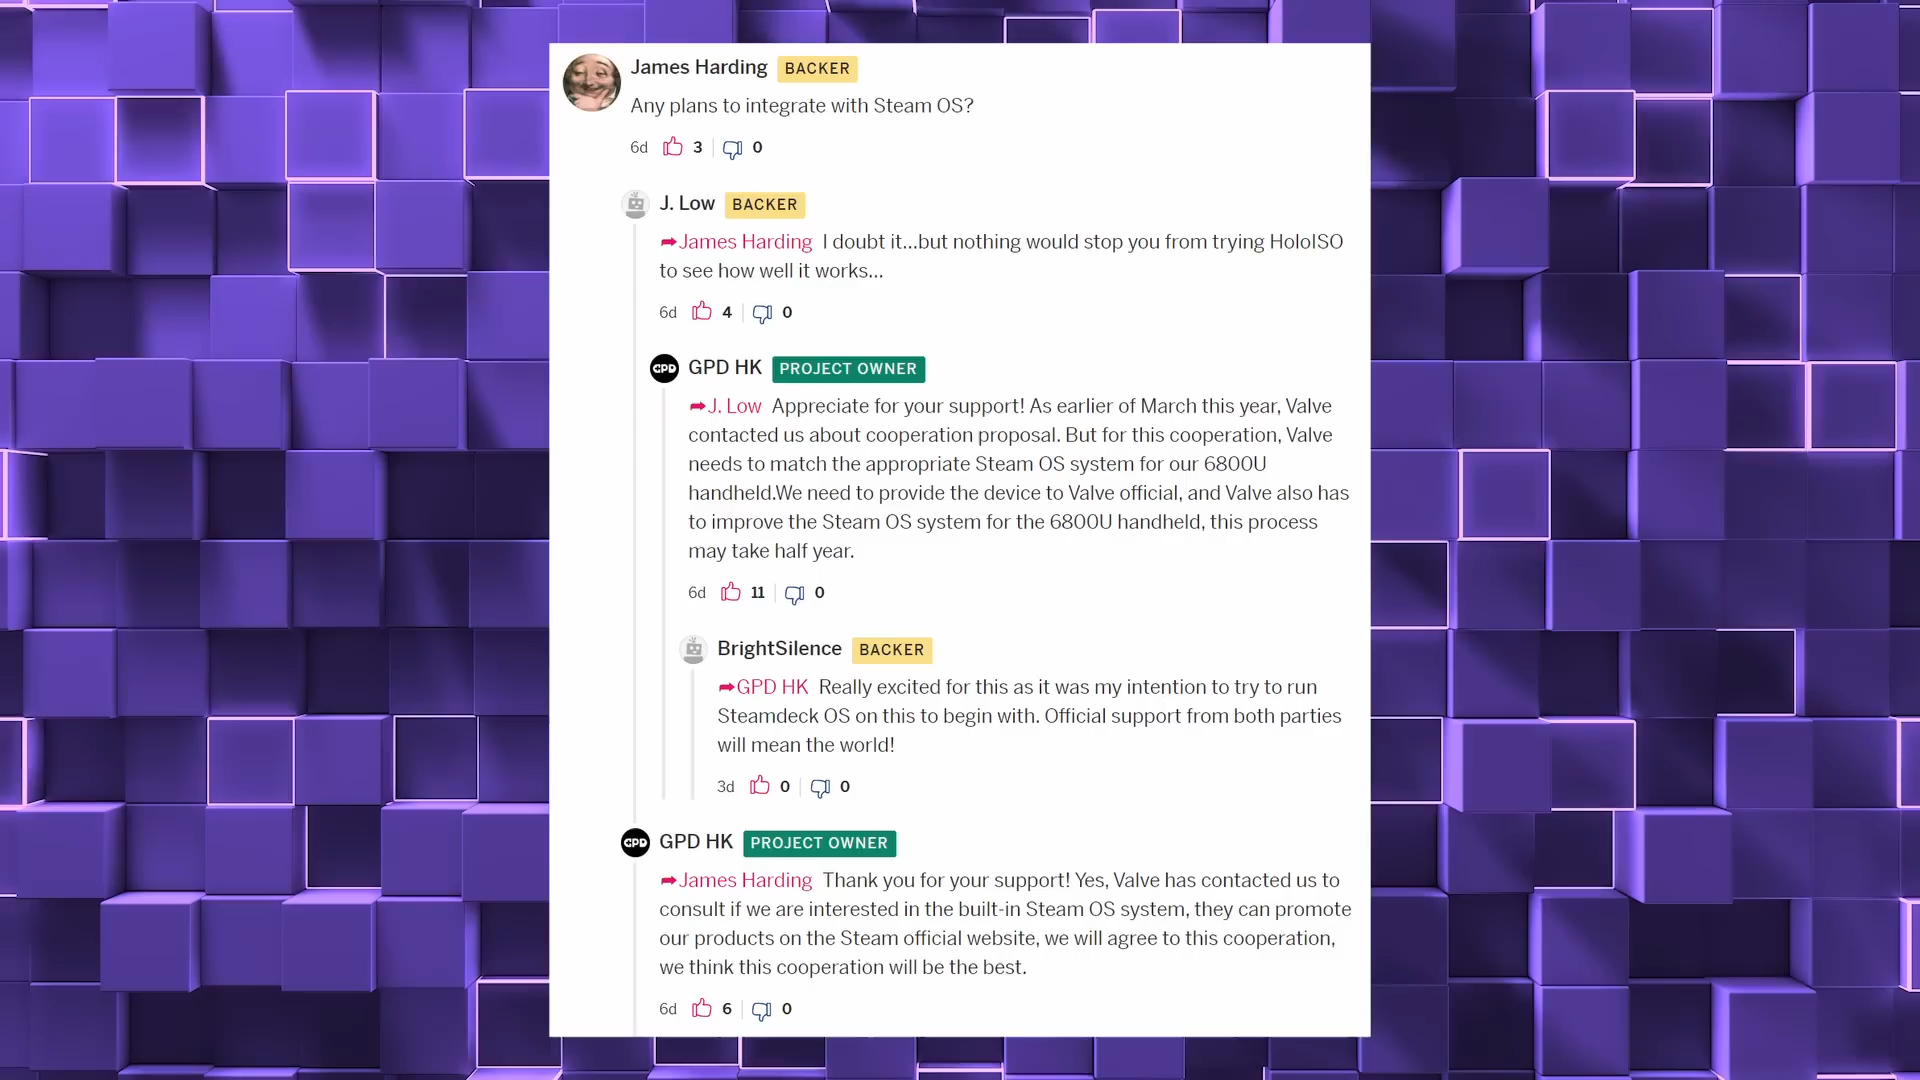 James Harding BACKER
Any plans to integrate with Steam OS?
6d 3 0
J. Low BACKER
James Harding I doubt it...but nothing would stop you from trying HoloISO
to see how well it works...
6d 4 0
GPD GPD HK PROJECT OWNER
J. Low Appreciate for your support! As earlier of March this year, Valve
contacted us about cooperation proposal. But for this cooperation, Valve
needs to match the appropriate Steam OS system for our 6800U
handheld.We need to provide the device to Valve official, and Valve also has
to improve the Steam OS system for the 6800U handheld, this process
may take half year.
6d 11 0
BrightSilence BACKER
GPD HK Really excited for this as it was my intention to try to run
Steamdeck OS on this to begin with. Official support from both parties
will mean the world!
3d 0 0
GPD GPD HK PROJECT OWNER
James Harding Thank you for your support! Yes, Valve has contacted us to
consult if we are interested in the built-in Steam OS system, they can promote
our products on the Steam official website, we will agree to this cooperation,
we think this cooperation will be the best.
6d 6 0